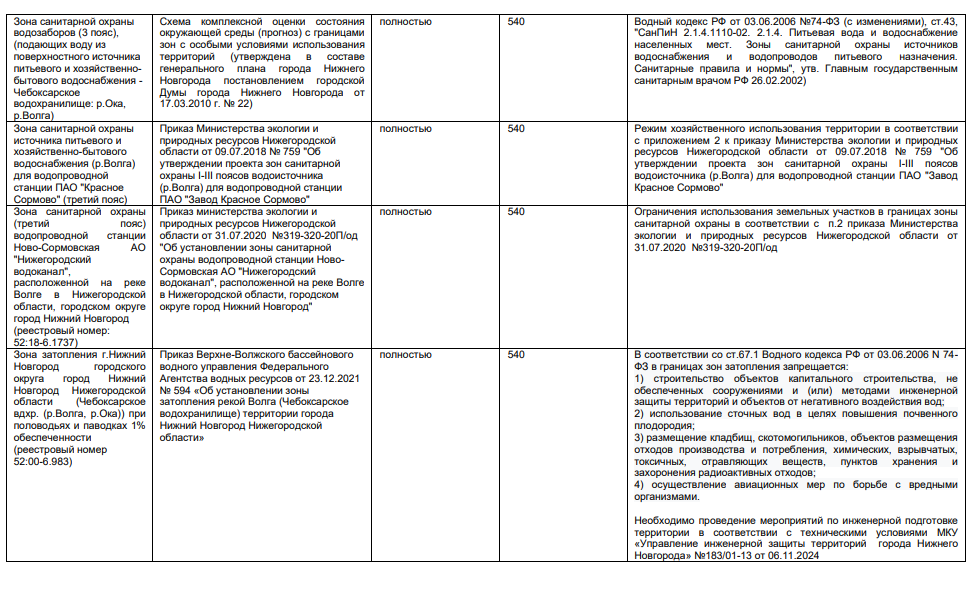 Зона санитарной охраны
водозаборов (3 пояс),
(подающих воду из
поверхностного источника
питьевого и хозяйственно-
бытового водоснабжения -
Чебоксарское
водохранилище: р.Ока,
р.Волга)
Схема комплексной оценки состояния
окружающей среды (прогноз) с границами
зон с особыми условиями использования
территорий (утверждена в составе
генерального плана города Нижнего
Новгорода постановлением городской
Думы города Нижнего Новгорода от
17.03.2010 г. № 22)
полностью
540
Водный кодекс РФ от 03.06.2006 №74-ФЗ (с изменениями), ст.43,
"СанПиН 2.1.4.1110-02. 2.1.4. Питьевая вода и водоснабжение
населенных мест. Зоны санитарной охраны источников
водоснабжения и водопроводов питьевого назначения.
Санитарные правила и нормы", утв. Главным государственным
санитарным врачом РФ 26.02.2002)
Зона санитарной охраны
источника питьевого и
хозяйственно-бытового
водоснабжения (р.Волга)
для водопроводной
станции ПАО "Красное
Сормово" (третий пояс)
Приказ Министерства экологии и
природных ресурсов Нижегородской
области от 09.07.2018 № 759 "Об
утверждении проекта зон санитарной
охраны I-III поясов водоисточника
(р.Волга) для водопроводной станции
ПАО "Завод Красное Сормово"
полностью
540
Режим хозяйственного использования территории в соответствии
с приложением 2 к приказу Министерства экологии и природных
ресурсов Нижегородской области от 09.07.2018 № 759 "Об
утверждении проекта зон санитарной охраны I-III поясов
водоисточника (р.Волга) для водопроводной станции ПАО "Завод
Красное Сормово"
Зона санитарной охраны
(третий пояс)
водопроводной станции
Ново-Сормовская АО
"Нижегородский
водоканал",
расположенной на реке
Волге в Нижегородской
области, городском округе
город Нижний Новгород
(реестровый номер:
52:18-6.1737)
Приказ министерства экологии и
природных ресурсов Нижегородской
области от 31.07.2020 №319-320-20П/од
"Об установлении зоны санитарной
охраны водопроводной станции Ново-
Сормовская АО "Нижегородский
водоканал", расположенной на реке Волге
в Нижегородской области, городском
округе город Нижний Новгород"
полностью
540
Ограничения использования земельных участков в границах зоны
санитарной охраны в соответствии с п.2 приказа Министерства
экологии и природных ресурсов Нижегородской области от
31.07.2020 №319-320-20П/од
Зона затопления г.Нижний
Новгород городского
округа город Нижний
Новгород Нижегородской
области (Чебоксарское
вдхр. (р.Волга, р.Ока)) при
половодьях и паводках 1%
обеспеченности
(реестровый номер
52:00-6.983)
Приказ Верхне-Волжского бассейнового
водного управления Федерального
Агентства водных ресурсов от 23.12.2021
№ 594 «Об установлении зоны
затопления рекой Волга (Чебоксарское
водохранилище) территории города
Нижний Новгород Нижегородской
области»
полностью
540
В соответствии со ст.67.1 Водного кодекса РФ от 03.06.2006 N 74-
ФЗ в границах зон затопления запрещается:
1) строительство объектов капитального строительства, не
обеспеченных сооружениями и (или) методами инженерной
защиты территорий и объектов от негативного воздействия вод;
2) использование сточных вод в целях повышения почвенного
плодородия;
3) размещение кладбищ, скотомогильников, объектов размещения
отходов производства и потребления, химических, взрывчатых,
токсичных, отравляющих веществ, пунктов хранения и
захоронения радиоактивных отходов;
4) осуществление авиационных мер по борьбе с вредными
организмами.
Необходимо проведение мероприятий по инженерной подготовке
территории в соответствии с техническими условиями МКУ
«Управление инженерной защиты территорий города Нижнего
Новгорода» №183/01-13 от 06.11.2024